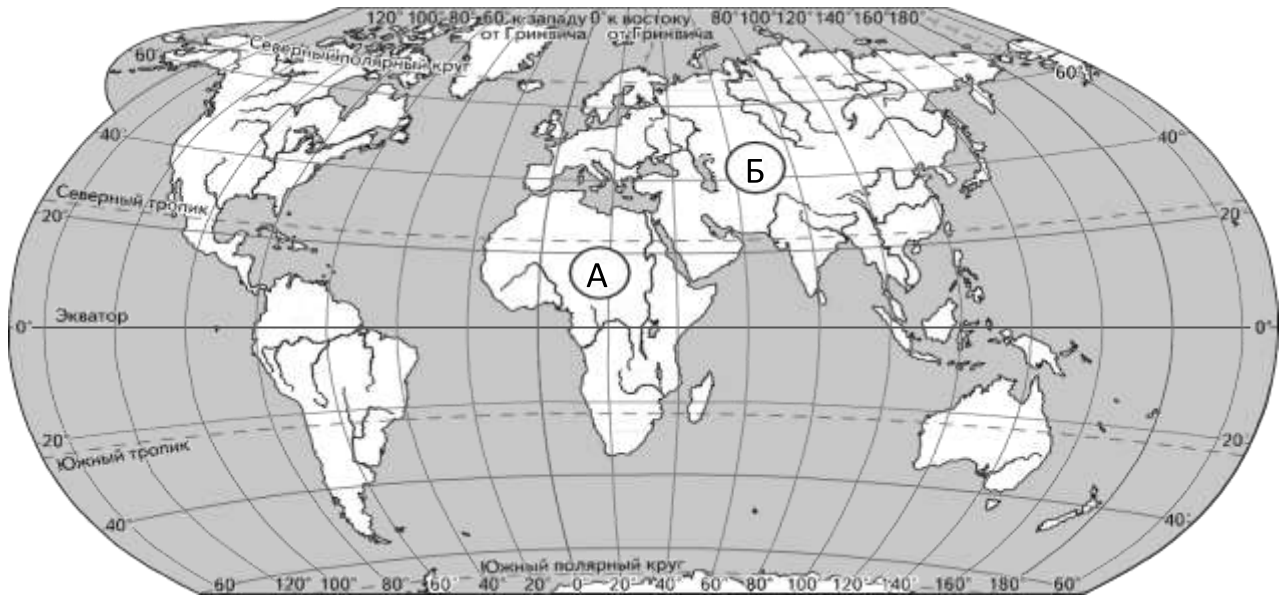 120° 100° 80° 60° к западу 0° к востоку 80° 100° 120° 140° 160° 180°
от Гринвича от Гринвича
Северный полярный круг
60° 60°
40° 40°
Б
Северный тропик
20° 20°
А
Экватор
0° 0°
20° 20°
Южный тропик
40° 40°
Южный полярный круг
60° 120° 100° 80° 60° 40° 20° 0° 20° 40° 60° 80° 100° 120° 140° 160° 180° 60°